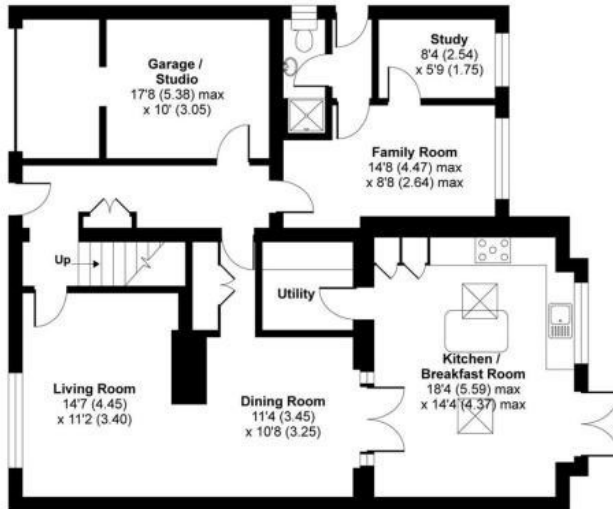 Garage /
Studio
17'8 (5.38) max
x 10' (3.05)
Study
8'4 (2.54)
x 5'9 (1.75)
Family Room
14'8 (4.47) max
x 8'8 (2.64) max
Up
Utility
Living Room
14'7 (4.45)
x 11'2 (3.40)
Dining Room
11'4 (3.45)
x 10'8 (3.25)
Kitchen /
Breakfast Room
18'4 (5.59) max
x 14'4 (4.37) max